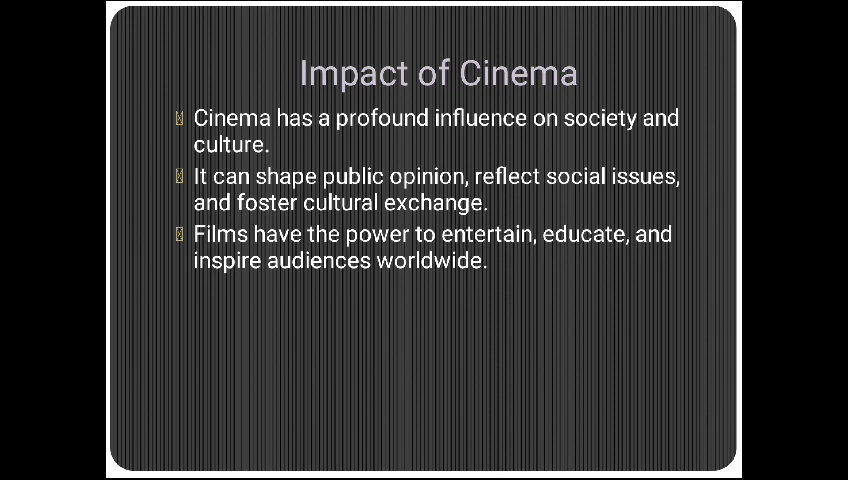 Impact of Cinema
Cinema has a profound influence on society and
culture.
It can shape public opinion, reflect social issues,
and foster cultural exchange.
Films have the power to entertain, educate, and
inspire audiences worldwide.